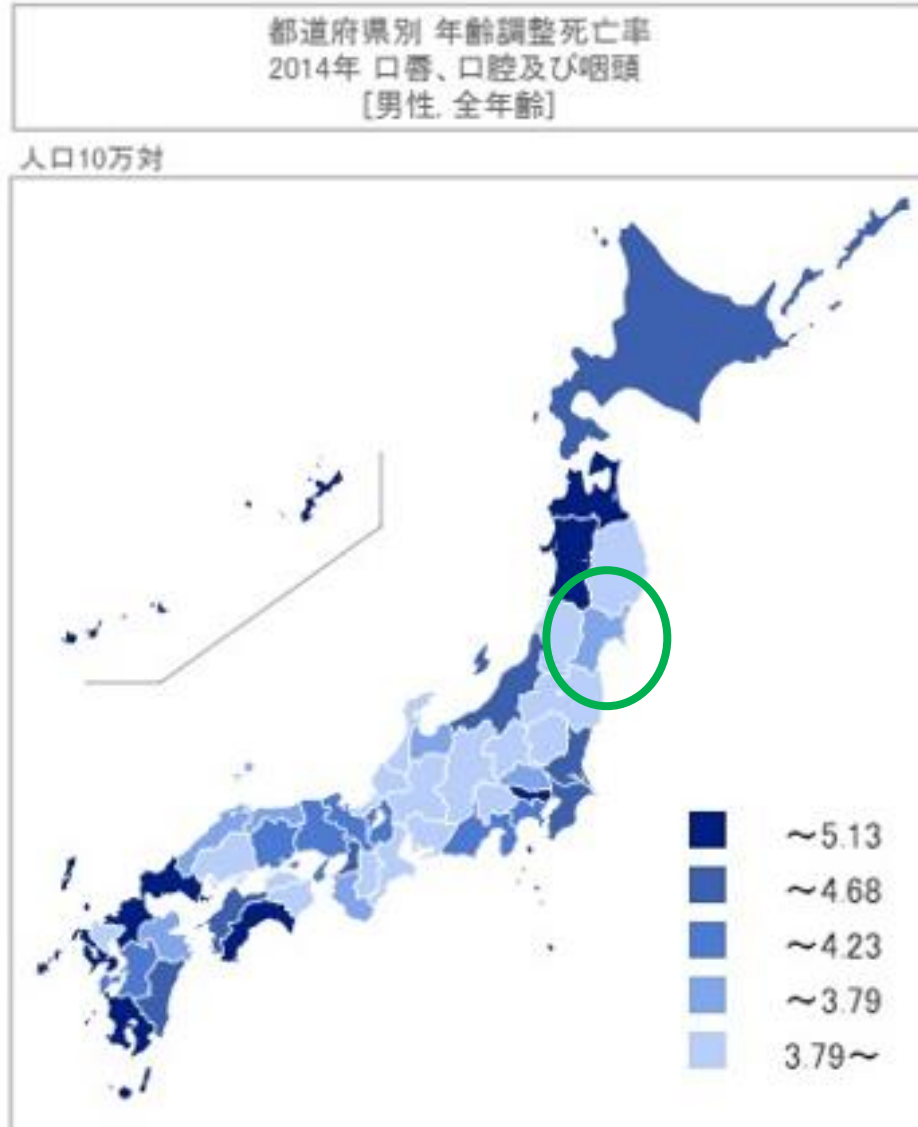 都道府県別 年齢調整死亡率
2014年 口唇、口腔及び咽頭
[男性, 全年齢]
人口10万対
～5.13
～4.68
～4.23
～3.79
3.79～